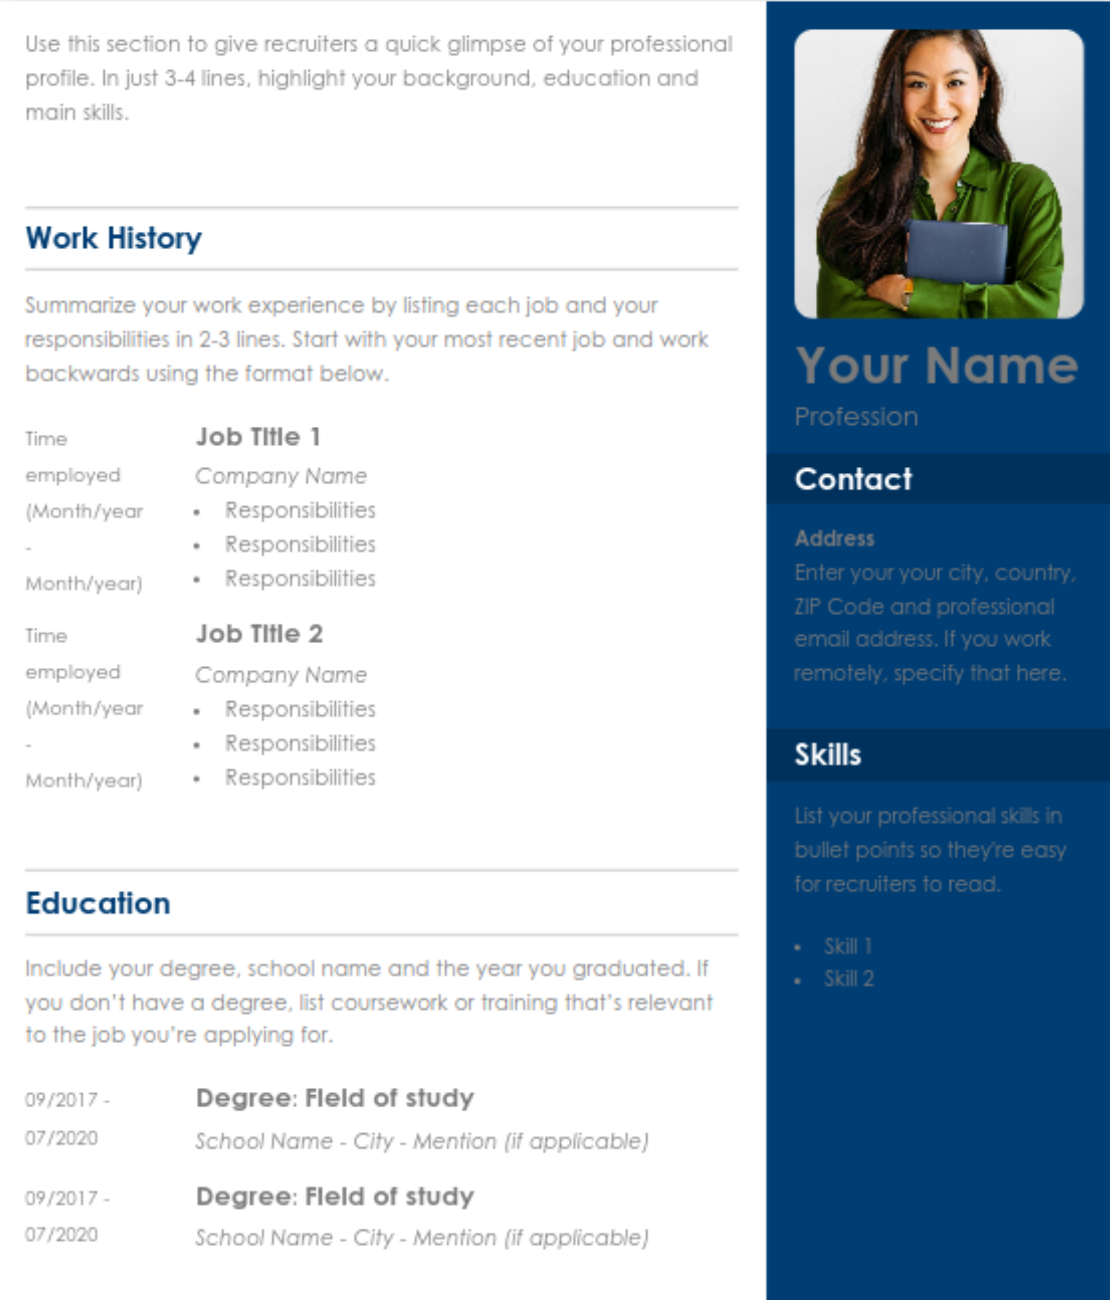 Use this section to give recruiters a quick glimpse of your professional
profile. In just 3-4 lines, highlight your background, education and
main skills.
Work History
Summarize your work experience by listing each job and your
responsibilities in 2-3 lines. Start with your most recent job and work
backwards using the format below.
Time
employed
(Month/year
-
Month/year)
Job Title 1
Company Name
• Responsibilities
• Responsibilities
• Responsibilities
Time
employed
(Month/year
-
Month/year)
Job Title 2
Company Name
• Responsibilities
• Responsibilities
• Responsibilities
Education
Include your degree, school name and the year you graduated. If
you don’t have a degree, list coursework or training that’s relevant
to the job you’re applying for.
09/2017 -
07/2020
Degree: Field of study
School Name - City - Mention (if applicable)
09/2017 -
07/2020
Degree: Field of study
School Name - City - Mention (if applicable)
Your Name
Profession
Contact
Address
Enter your your city, country,
ZIP Code and professional
email address. If you work
remotely, specify that here.
Skills
List your professional skills in
bullet points so they're easy
for recruiters to read.
• Skill 1
• Skill 2